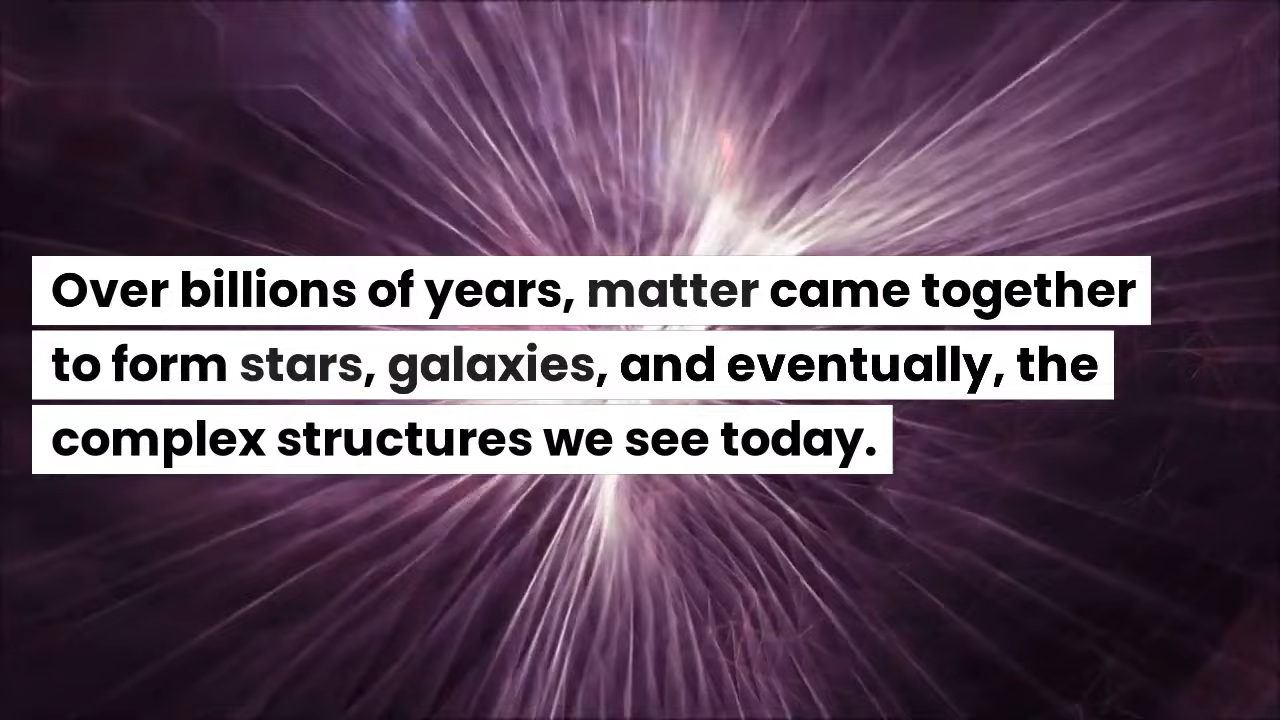 Over billions of years, matter came together
to form stars, galaxies, and eventually, the
complex structures we see today.